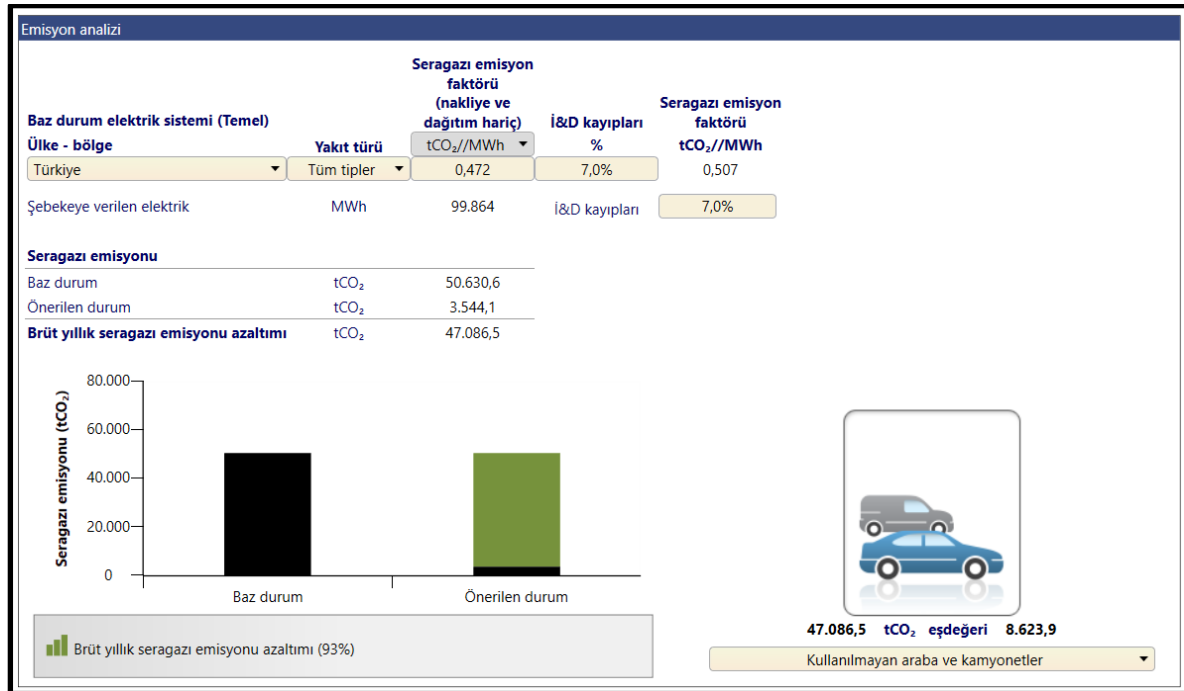 Emisyon analizi
Seragazı emisyon
faktörü
(nakliye ve
dağıtım hariç)
Seragazı emisyon
faktörü
Baz durum elektrik sistemi (Temel)
İ&D kayıpları
Ülke - bölge Yakıt türü tCO₂//MWh % tCO₂//MWh
Türkiye Tüm tipler 0,472 7,0% 0,507
Şebekeye verilen elektrik MWh 99.864 İ&D kayıpları 7,0%
Seragazı emisyonu
Baz durum tCO₂ 50.630,6
Önerilen durum tCO₂ 3.544,1
Brüt yıllık seragazı emisyonu azaltımı tCO₂ 47.086,5
Seragazı emisyonu (tCO₂)
80.000
60.000
40.000
20.000
0
Baz durum Önerilen durum
Brüt yıllık seragazı emisyonu azaltımı (93%)
47.086,5 tCO₂ eşdeğeri 8.623,9
Kullanılmayan araba ve kamyonetler